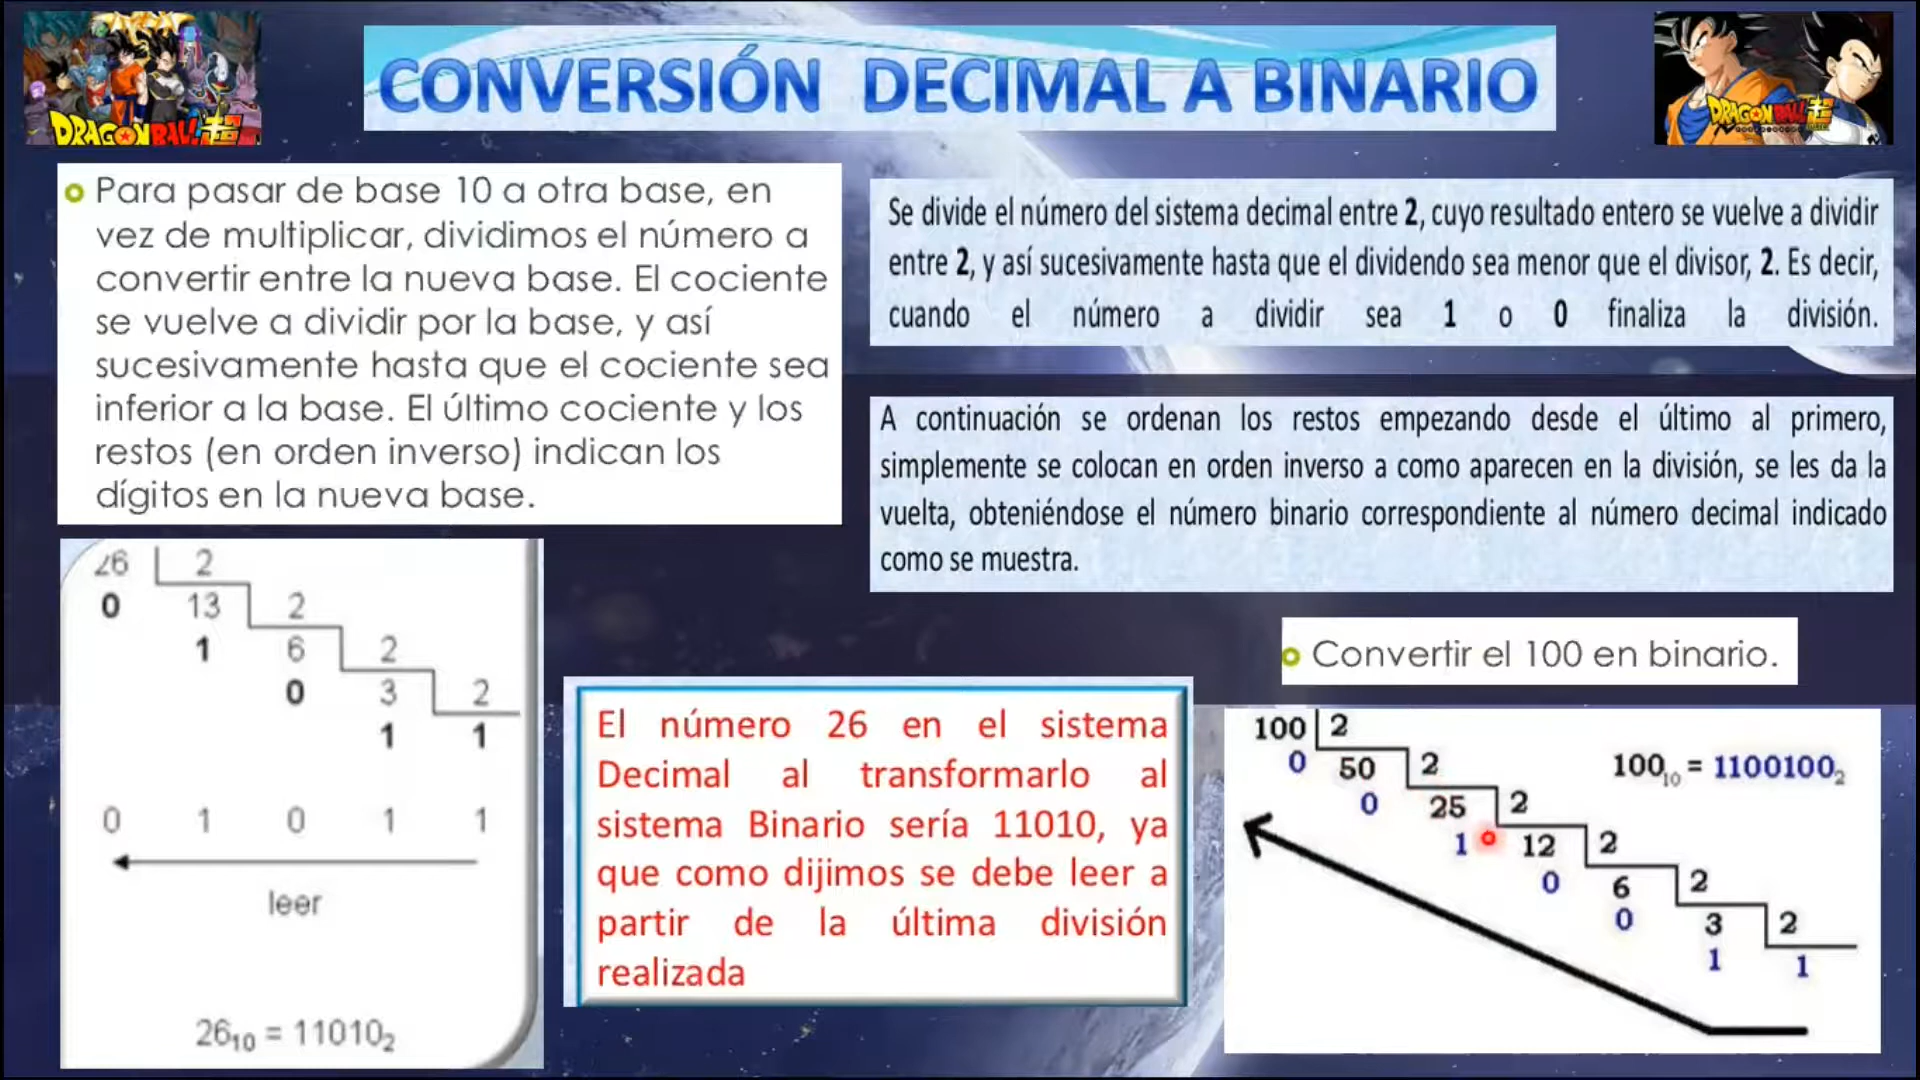 DRAGON BALL 超
CONVERSIÓN DECIMAL A BINARIO
DRAGON BALL 超
Para pasar de base 10 a otra base, en
vez de multiplicar, dividimos el número a
convertir entre la nueva base. El cociente
se vuelve a dividir por la base, y así
sucesivamente hasta que el cociente sea
inferior a la base. El último cociente y los
restos (en orden inverso) indican los
dígitos en la nueva base.
Se divide el número del sistema decimal entre 2, cuyo resultado entero se vuelve a dividir
entre 2, y así sucesivamente hasta que el dividendo sea menor que el divisor, 2. Es decir,
cuando el número a dividir sea 1 o 0 finaliza la división.
A continuación se ordenan los restos empezando desde el último al primero,
simplemente se colocan en orden inverso a como aparecen en la división, se les da la
vuelta, obteniéndose el número binario correspondiente al número decimal indicado
como se muestra.
26 2
0 13 2
1 6 2
0 3 2
1 1
0 1 0 1 1
leer
26₁₀ = 11010₂
El número 26 en el sistema
Decimal al transformarlo al
sistema Binario sería 11010, ya
que como dijimos se debe leer a
partir de la última división
realizada
Convertir el 100 en binario.
100 2
0 50 2
0 25 2
1 12 2
0 6 2
0 3 2
1 1
100₁₀ = 1100100₂